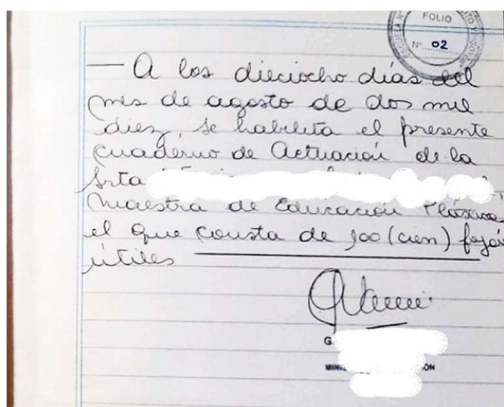 FOLIO
Nº 02
— A los dieciocho días del
mes de agosto de dos mil
diez, se habilita el presente
cuaderno de Actuación de la
Srta
Maestra de Educación Plástica,
el que consta de 100 (cien) fojas
útiles
G